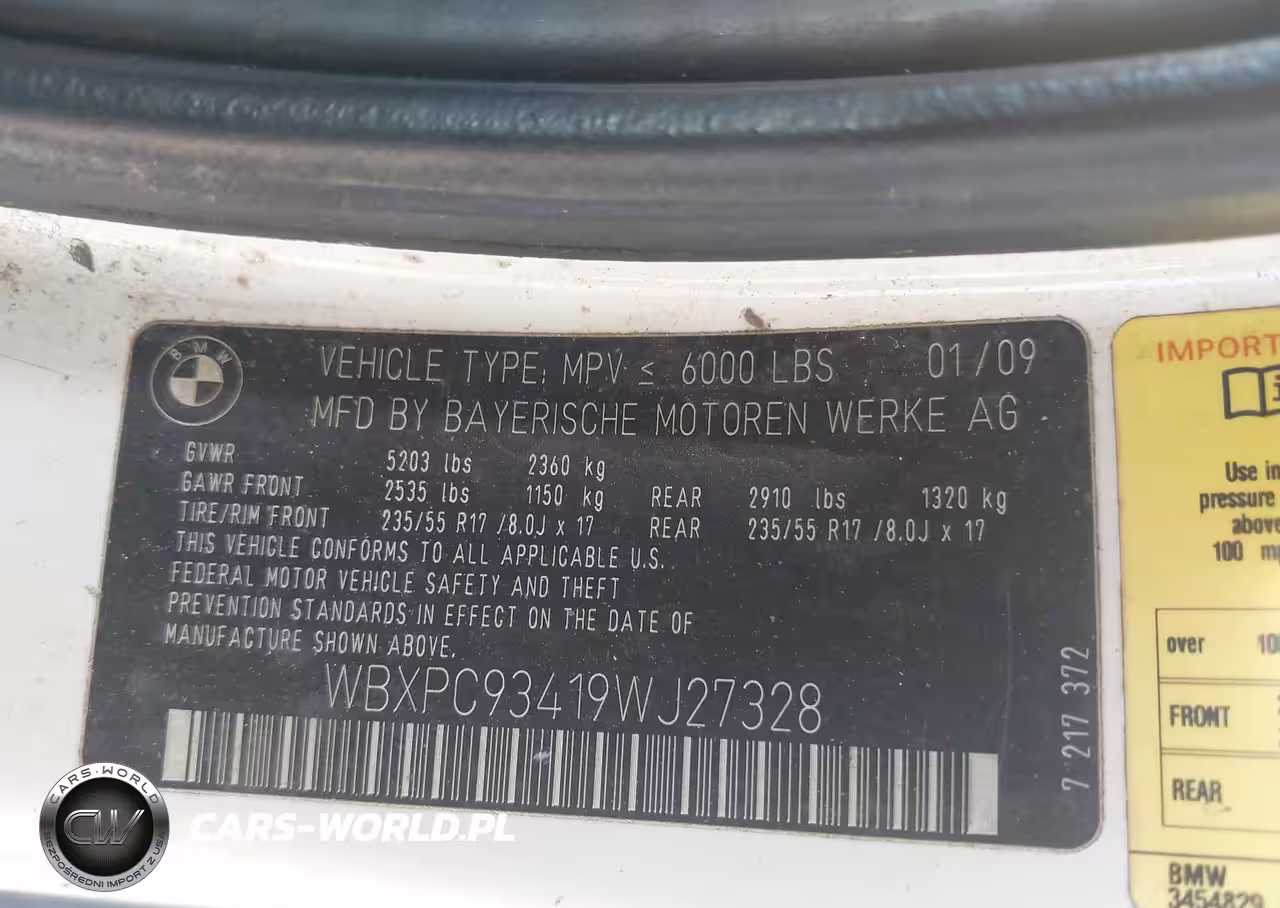 BMW
VEHICLE TYPE: MPV ≤ 6000 LBS 01/09
MFD BY BAYERISCHE MOTOREN WERKE AG
GVWR 5203 lbs 2360 kg
GAWR FRONT 2535 lbs 1150 kg REAR 2910 lbs 1320 kg
TIRE/RIM FRONT 235/55 R17 /8.0J x 17 REAR 235/55 R17 /8.0J x 17
THIS VEHICLE CONFORMS TO ALL APPLICABLE U.S.
FEDERAL MOTOR VEHICLE SAFETY AND THEFT
PREVENTION STANDARDS IN EFFECT ON THE DATE OF
MANUFACTURE SHOWN ABOVE.
WBXPC93419WJ27328
7 217 372
IMPORT
Use in
pressure
above
100
over 10
FRONT
REAR
BMW
3454829
CARS-WORLD
CW
BEZPOŚREDNI IMPORT Z USA
CARS-WORLD.PL